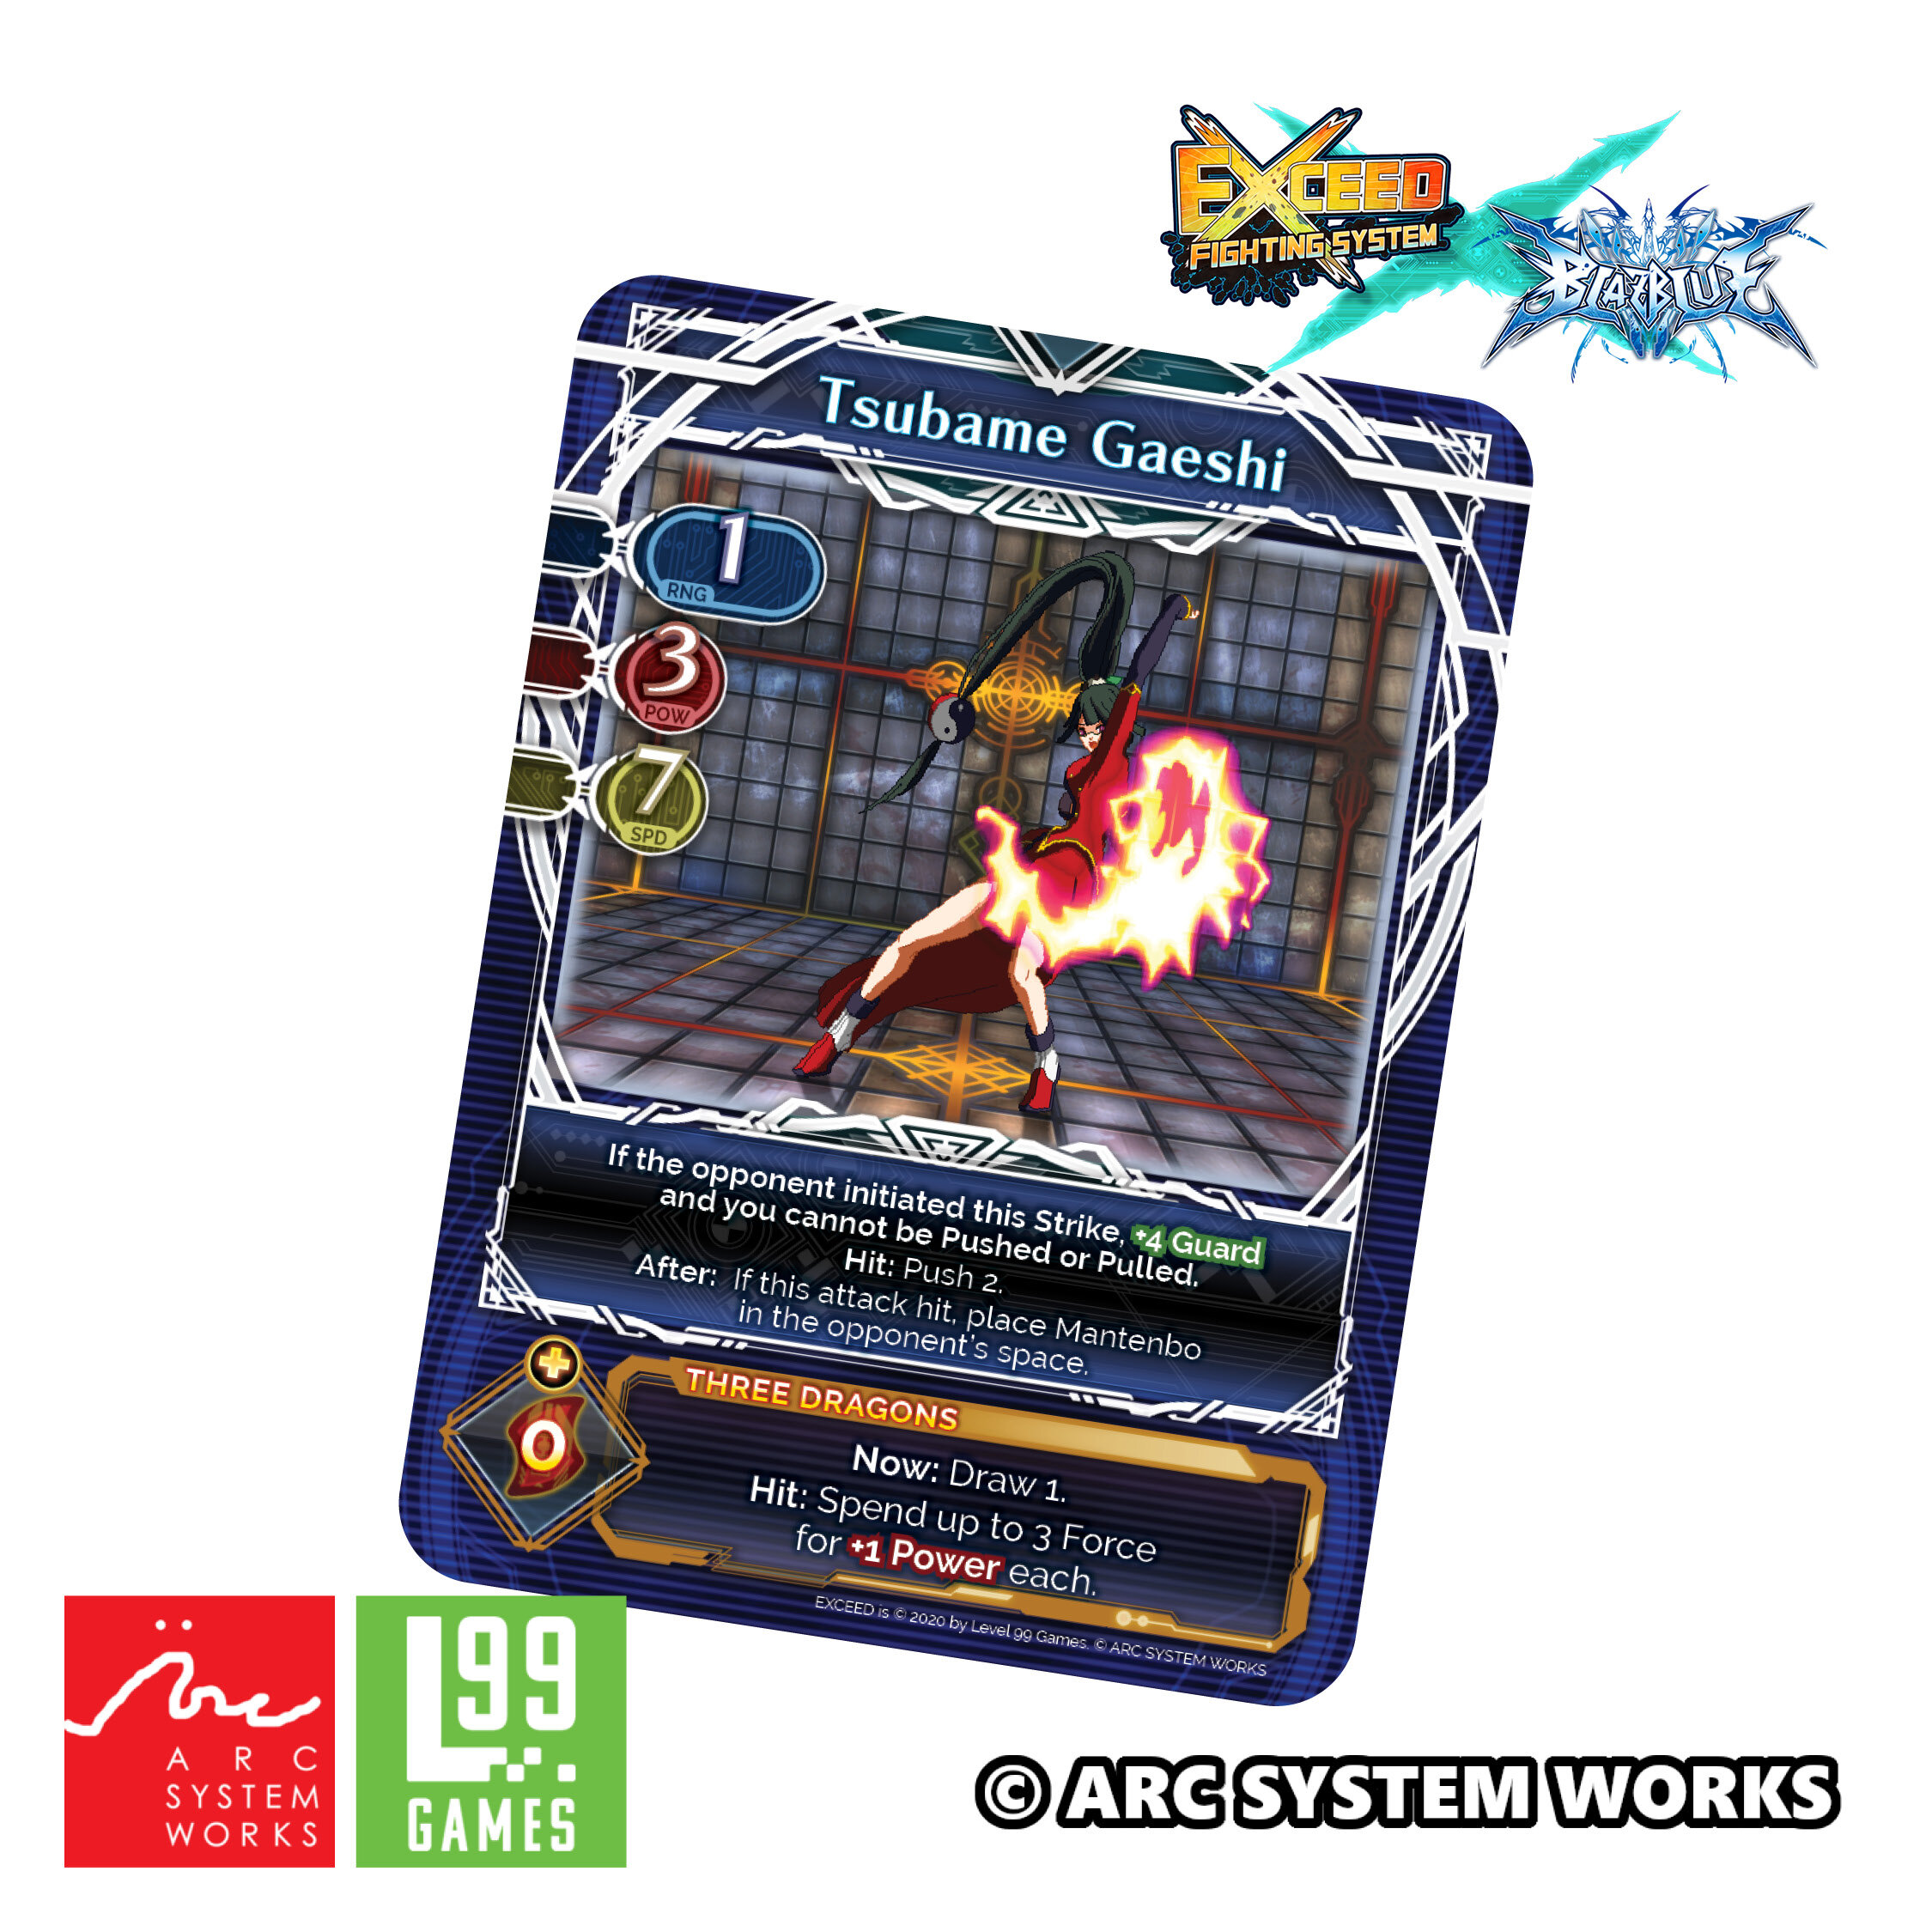 EXCEED
FIGHTING SYSTEM
BLAZBLUE
Tsubame Gaeshi
1
RNG
3
POW
7
SPD
If the opponent initiated this Strike, +4 Guard
and you cannot be Pushed or Pulled.
Hit: Push 2.
After: If this attack hit, place Mantenbo
in the opponent's space.
+
0
THREE DRAGONS
Now: Draw 1.
Hit: Spend up to 3 Force
for +1 Power each.
EXCEED is © 2020 by Level 99 Games. © ARC SYSTEM WORKS
Arc
ARC
SYSTEM
WORKS
L99
GAMES
© ARC SYSTEM WORKS